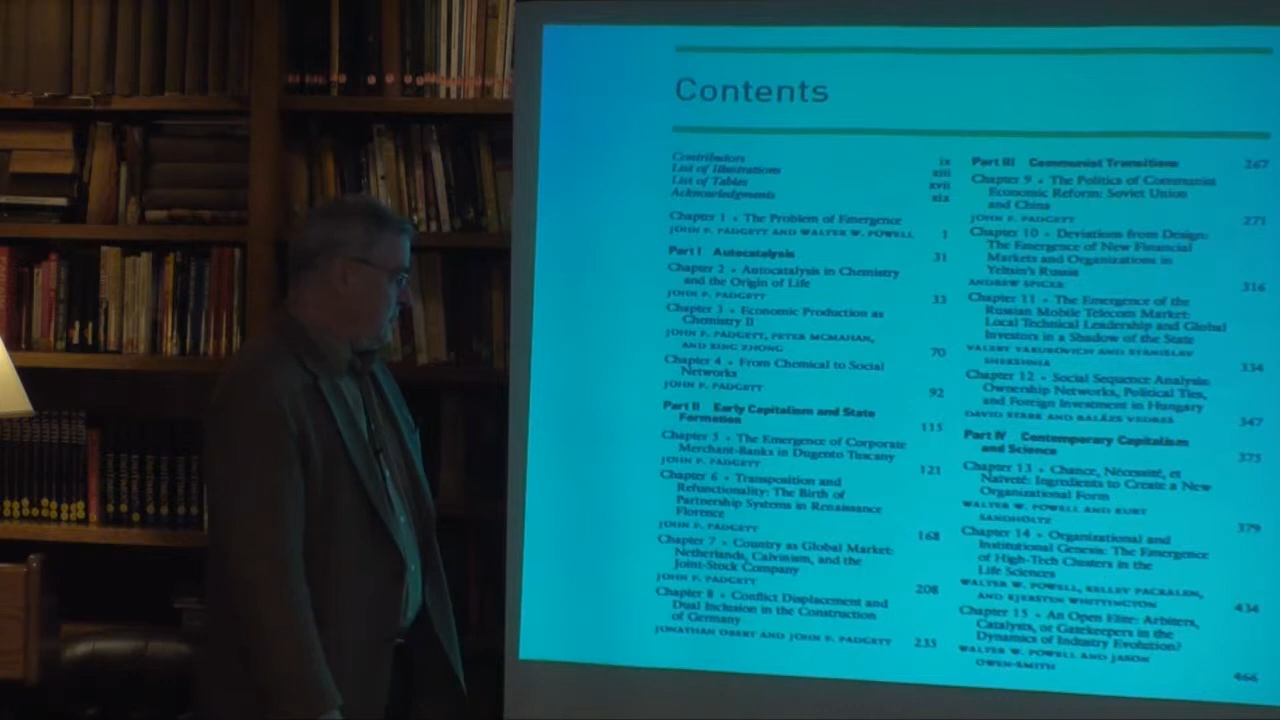 Contents
Contributors ix
List of Illustrations xiii
List of Tables xvii
Acknowledgments xix
Chapter 1 • The Problem of Emergence
JOHN F. PADGETT AND WALTER W. POWELL 1
Part I Autocatalysis 31
Chapter 2 • Autocatalysis in Chemistry
and the Origin of Life
JOHN F. PADGETT 33
Chapter 3 • Economic Production as
Chemistry II
JOHN F. PADGETT, PETER MCMAHAN,
AND XING ZHONG 70
Chapter 4 • From Chemical to Social
Networks
JOHN F. PADGETT 92
Part II Early Capitalism and State
Formation 115
Chapter 5 • The Emergence of Corporate
Merchant-Banks in Dugento Tuscany
JOHN F. PADGETT 121
Chapter 6 • Transposition and
Refunctionality: The Birth of
Partnership Systems in Renaissance
Florence
JOHN F. PADGETT 168
Chapter 7 • Country as Global Market:
Netherlands, Calvinism, and the
Joint-Stock Company
JOHN F. PADGETT 208
Chapter 8 • Conflict Displacement and
Dual Inclusion in the Construction
of Germany
JONATHAN OBERT AND JOHN F. PADGETT 235
Part III Communist Transitions 267
Chapter 9 • The Politics of Communist
Economic Reform: Soviet Union
and China
JOHN F. PADGETT 271
Chapter 10 • Deviations from Design:
The Emergence of New Financial
Markets and Organizations in
Yeltsin's Russia
ANDREW SPICER 316
Chapter 11 • The Emergence of the
Russian Mobile Telecom Market:
Local Technical Leadership and Global
Investors in a Shadow of the State
VALERY YAKUBOVICH AND STANISLAV
SHEKSHNIA 334
Chapter 12 • Social Sequence Analysis:
Ownership Networks, Political Ties,
and Foreign Investment in Hungary
DAVID STARK AND BALÁZS VEDRES 347
Part IV Contemporary Capitalism
and Science 375
Chapter 13 • Chance, Nécessité, et
Naïveté: Ingredients to Create a New
Organizational Form
WALTER W. POWELL AND KURT
SANDHOLTZ 379
Chapter 14 • Organizational and
Institutional Genesis: The Emergence
of High-Tech Clusters in the
Life Sciences
WALTER W. POWELL, KELLEY PACKALEN,
AND KJERSTEN WHITTINGTON 434
Chapter 15 • An Open Elite: Arbiters,
Catalysts, or Gatekeepers in the
Dynamics of Industry Evolution?
WALTER W. POWELL AND JASON
OWEN-SMITH 466